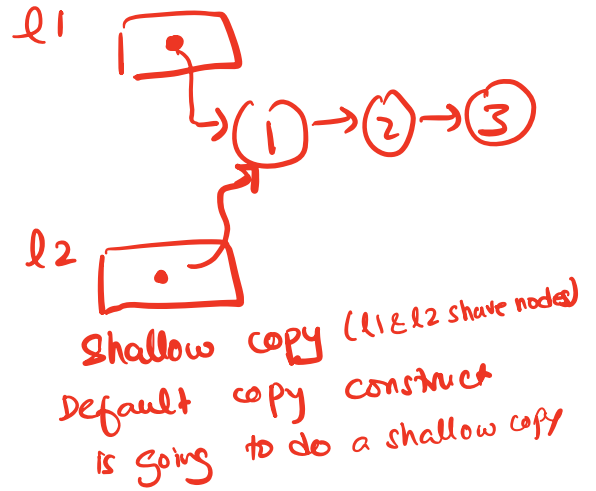 l1
1 2 3
l2
Shallow copy (l1 & l2 share nodes)
Default copy construct
is going to do a shallow copy